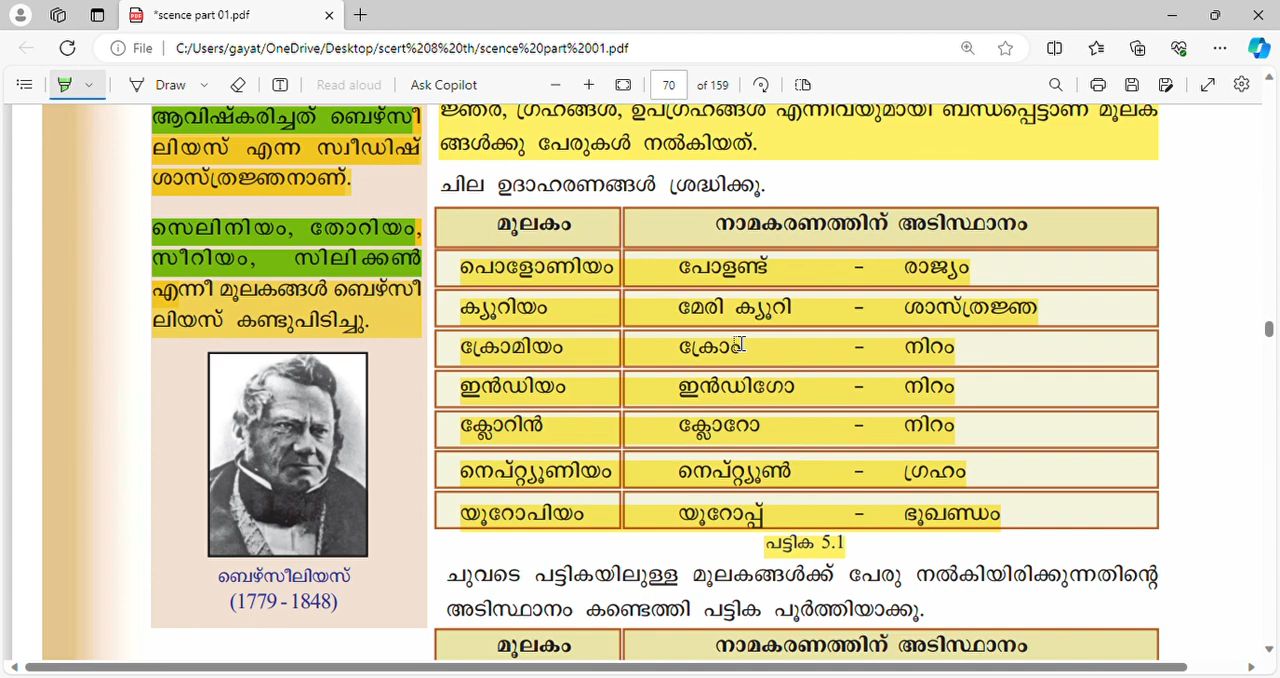 *scence part 01.pdf
File C:/Users/gayat/OneDrive/Desktop/scert%208%20th/scence%20part%2001.pdf
Draw Read aloud Ask Copilot 70 of 159
ആവിഷ്കരിച്ചത് ബെഴ്സീ
ലിയസ് എന്ന സ്വീഡിഷ്
ശാസ്ത്രജ്ഞനാണ്.
സെലിനിയം, തോറിയം,
സീറിയം, സിലിക്കൺ
എന്നീ മൂലകങ്ങൾ ബെഴ്സീ
ലിയസ് കണ്ടുപിടിച്ചു.
ബെഴ്സീലിയസ്
(1779 - 1848)
ജ്ഞർ, ഗ്രഹങ്ങൾ, ഉപഗ്രഹങ്ങൾ എന്നിവയുമായി ബന്ധപ്പെട്ടാണ് മൂലക
ങ്ങൾക്കു പേരുകൾ നൽകിയത്.
ചില ഉദാഹരണങ്ങൾ ശ്രദ്ധിക്കൂ.
മൂലകം നാമകരണത്തിന് അടിസ്ഥാനം
പൊളോണിയം പോളണ്ട് - രാജ്യം
ക്യൂറിയം മേരി ക്യൂറി - ശാസ്ത്രജ്ഞ
ക്രോമിയം - നിറം
ഇൻഡിയം ഇൻഡിഗോ - നിറം
ക്ലോറിൻ ക്ലോറോ - നിറം
നെപ്റ്റ്യൂണിയം നെപ്റ്റ്യൂൺ - ഗ്രഹം
യൂറോപിയം യൂറോപ്പ് - ഭൂഖണ്ഡം
പട്ടിക 5.1
ചുവടെ പട്ടികയിലുള്ള മൂലകങ്ങൾക്ക് പേരു നൽകിയിരിക്കുന്നതിന്റെ
അടിസ്ഥാനം കണ്ടെത്തി പട്ടിക പൂർത്തിയാക്കൂ.
മൂലകം നാമകരണത്തിന് അടിസ്ഥാനം